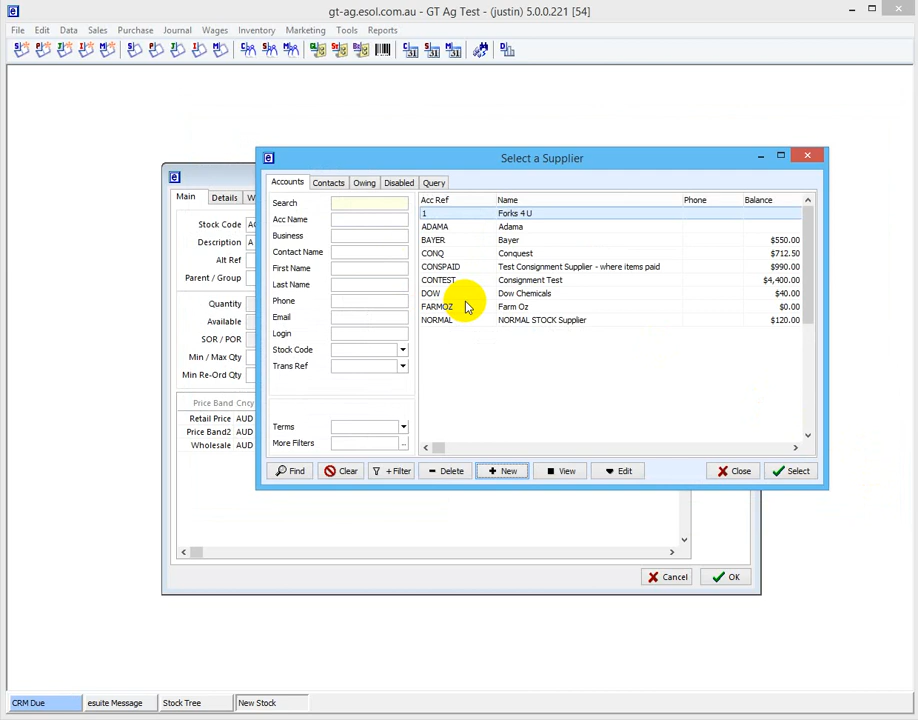 gt-ag.esol.com.au - GT Ag Test - (justin) 5.0.0.221 [54]
File Edit Data Sales Purchase Journal Wages Inventory Marketing Tools Reports
Select a Supplier
Accounts Contacts Owing Disabled Query
Search
Acc Name
Business
Contact Name
First Name
Last Name
Phone
Email
Login
Stock Code
Trans Ref
Terms
More Filters
Acc Ref Name Phone Balance
1 Forks 4 U
ADAMA Adama
BAYER Bayer $550.00
CONQ Conquest $712.50
CONSPAID Test Consignment Supplier - where items paid $990.00
CONTEST Consignment Test $4,400.00
DOW Dow Chemicals $40.00
FARMOZ Farm Oz $0.00
NORMAL NORMAL STOCK Supplier $120.00
Find Clear + Filter Delete New View Edit Close Select
Main Details
Stock Code
Description
Alt Ref
Parent / Group
Quantity
Available
SOR / POR
Min / Max Qty
Min Re-Ord Qty
Price Band Cncy
Retail Price AUD
Price Band2 AUD
Wholesale AUD
Cancel OK
CRM Due esuite Message Stock Tree New Stock